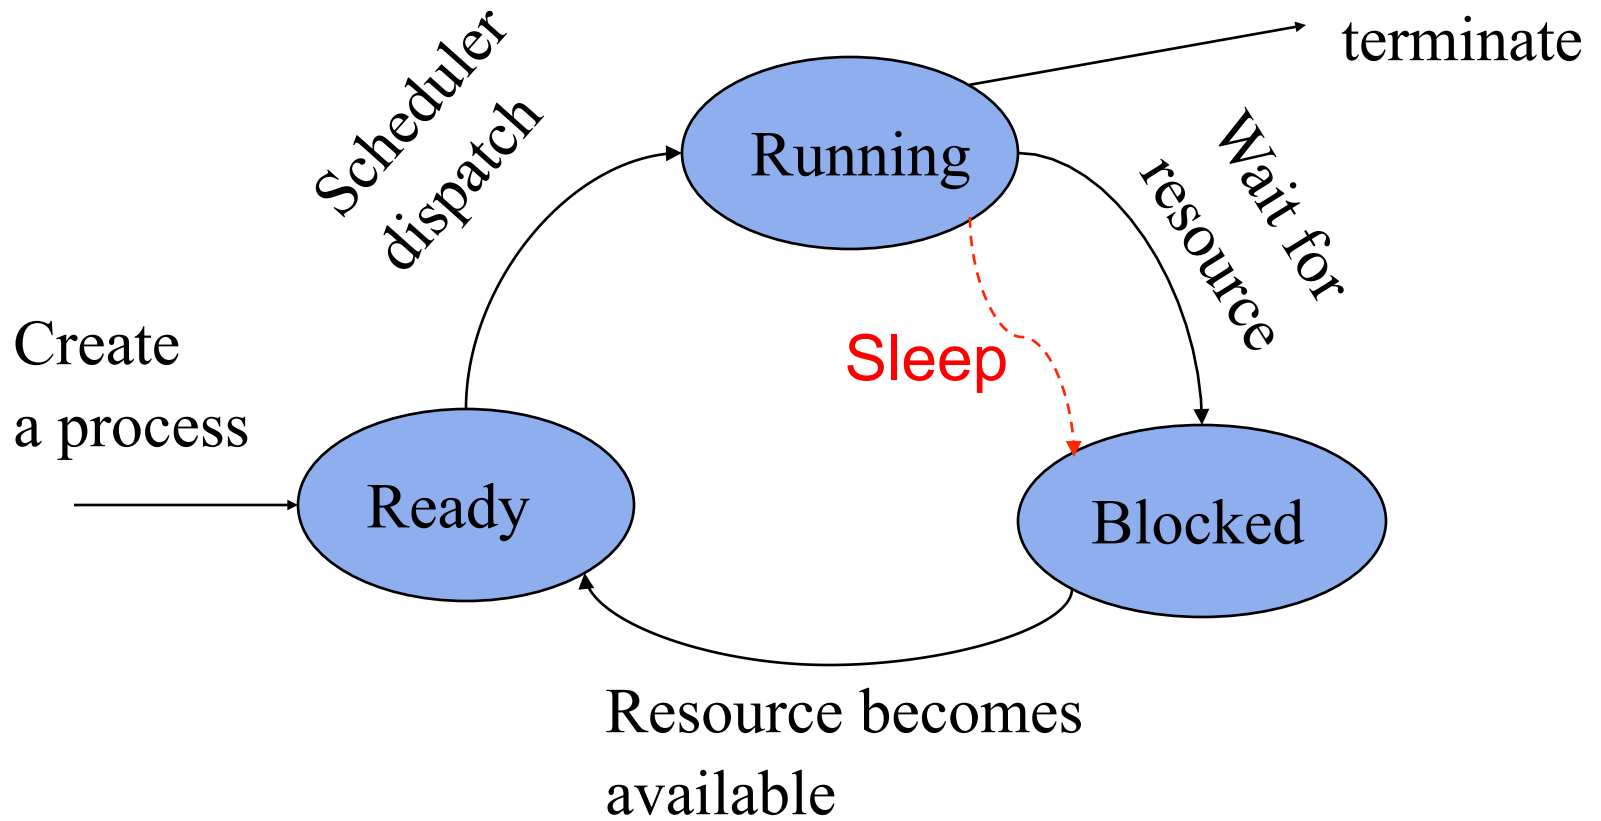 terminate
Scheduler
dispatch
Running
Wait for
resource
Create
a process
Sleep
Ready
Blocked
Resource becomes
available